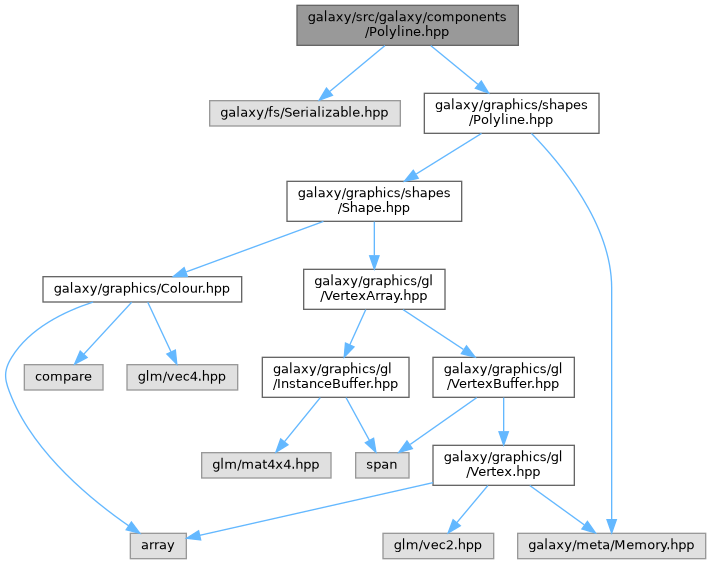 galaxy/src/galaxy/components
/Polyline.hpp
galaxy/fs/Serializable.hpp
galaxy/graphics/shapes
/Polyline.hpp
galaxy/graphics/shapes
/Shape.hpp
galaxy/graphics/Colour.hpp
galaxy/graphics/gl
/VertexArray.hpp
compare
glm/vec4.hpp
galaxy/graphics/gl
/InstanceBuffer.hpp
galaxy/graphics/gl
/VertexBuffer.hpp
glm/mat4x4.hpp
span
galaxy/graphics/gl
/Vertex.hpp
array
glm/vec2.hpp
galaxy/meta/Memory.hpp